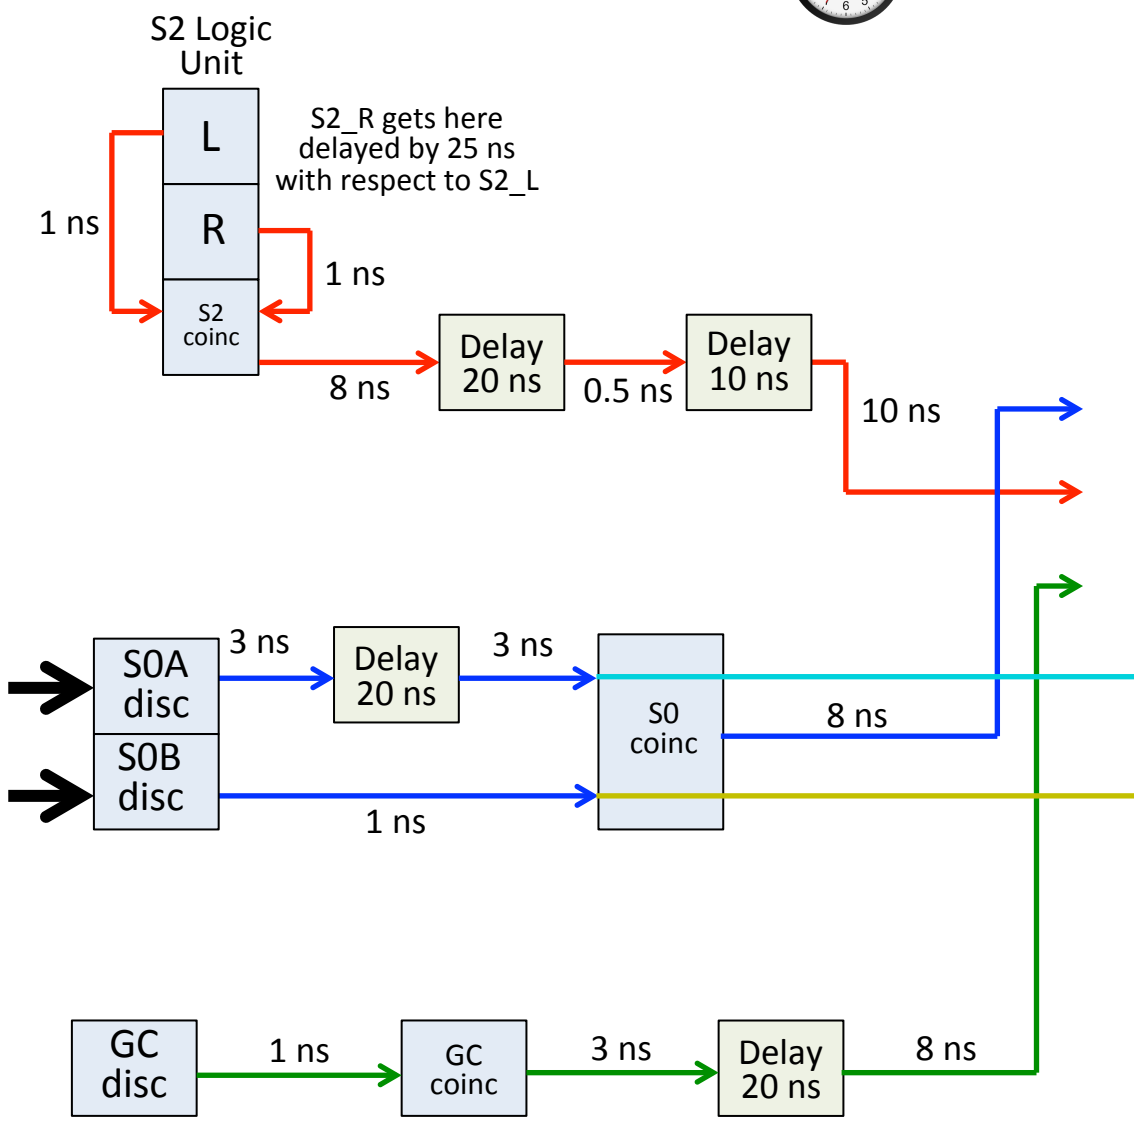 7
6
5
S2 Logic
Unit
L
S2_R gets here
delayed by 25 ns
with respect to S2_L
1 ns
R
1 ns
S2
coinc
8 ns
Delay
20 ns
0.5 ns
Delay
10 ns
10 ns
S0A
disc
3 ns
Delay
20 ns
3 ns
S0
coinc
8 ns
S0B
disc
1 ns
GC
disc
1 ns
GC
coinc
3 ns
Delay
20 ns
8 ns